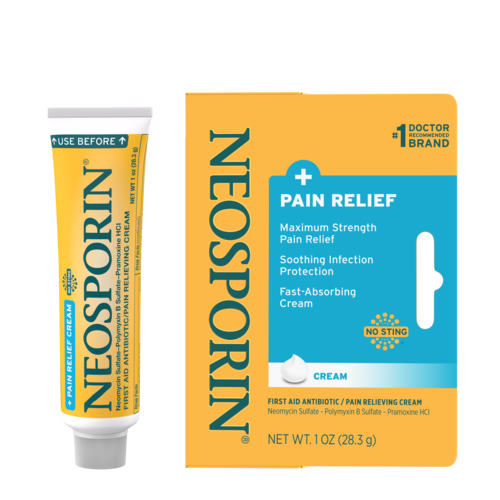 ↑USE BEFORE↑
+ PAIN RELIEF CREAM
NEOSPORIN®
Neomycin Sulfate-Polymyxin B Sulfate-Pramoxine HCl
FIRST AID ANTIBIOTIC/PAIN RELIEVING CREAM
NET WT 1 oz (28.3 g)
NEOSPORIN®
#1 DOCTOR
RECOMMENDED
BRAND
+
PAIN RELIEF
Maximum Strength
Pain Relief
Soothing Infection
Protection
Fast-Absorbing
Cream
NO STING
CREAM
FIRST AID ANTIBIOTIC / PAIN RELIEVING CREAM
Neomycin Sulfate - Polymyxin B Sulfate - Pramoxine HCl
NET WT. 1 OZ (28.3 g)